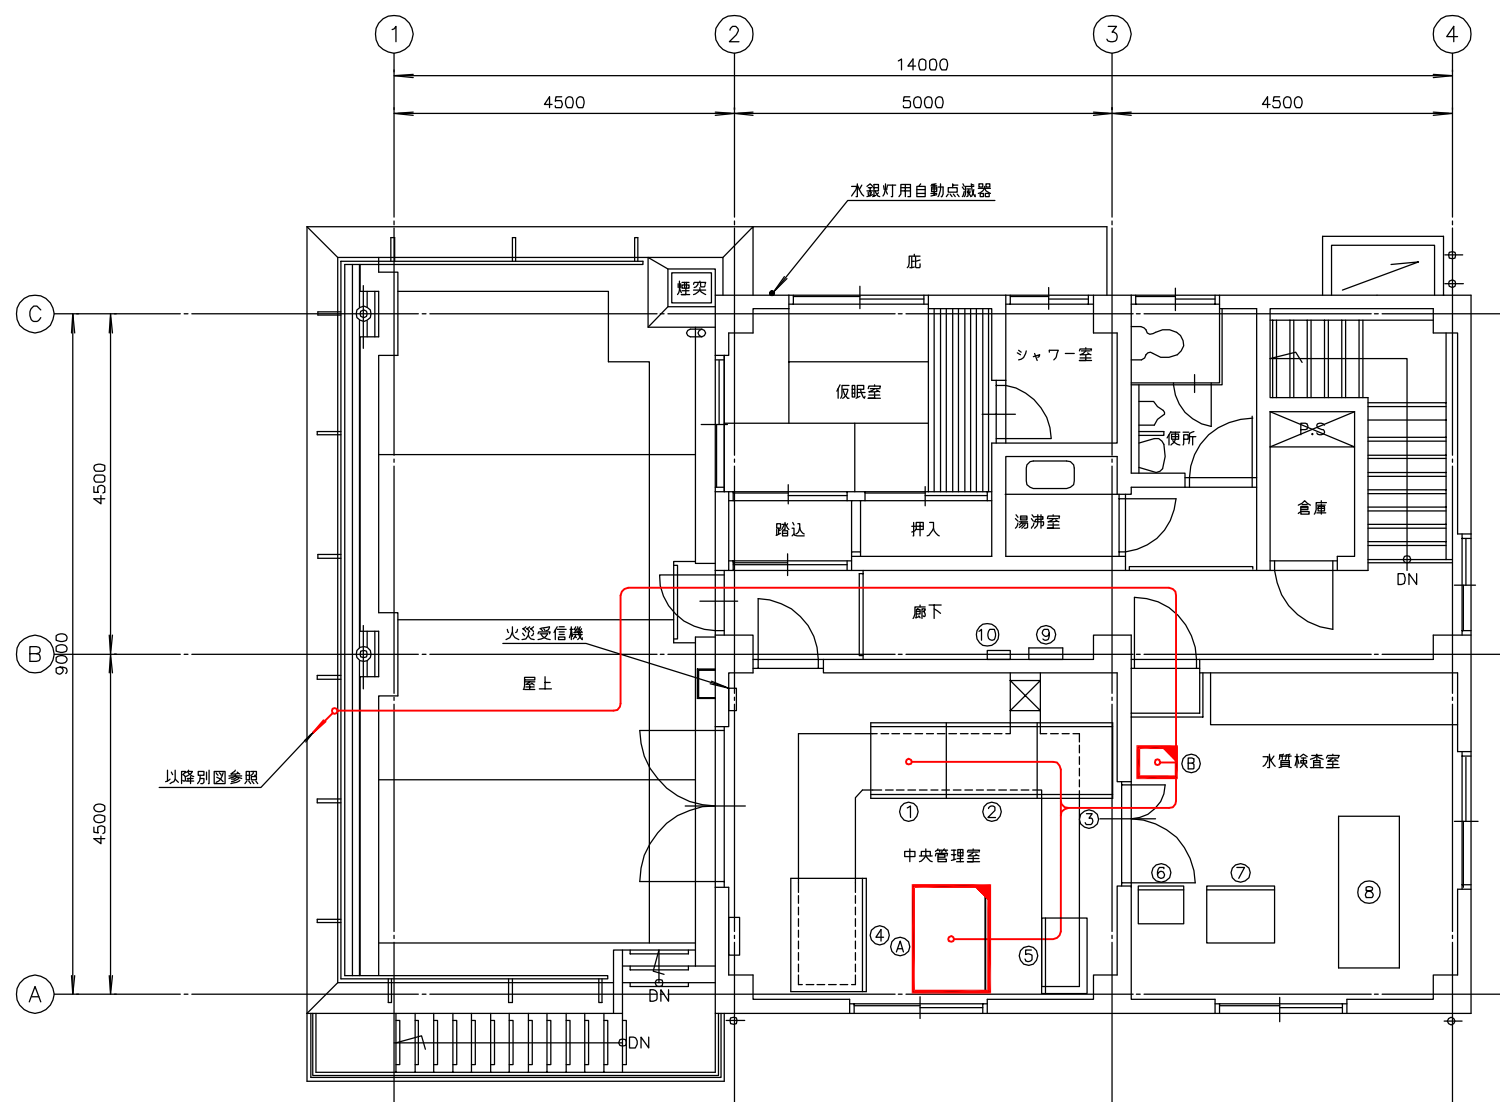 1
2
3
4
14000
4500
5000
4500
水銀灯用自動点滅器
庇
煙突
C
シャワー室
仮眠室
便所
P.S
倉庫
4500
踏込
押入
湯沸室
DN
廊下
火災受信機
⑩
⑨
B
9000
屋上
以降別図参照
水質検査室
Ⓑ
①
②
③
4500
中央管理室
⑥
⑦
⑧
④
Ⓐ
⑤
A
DN
DN